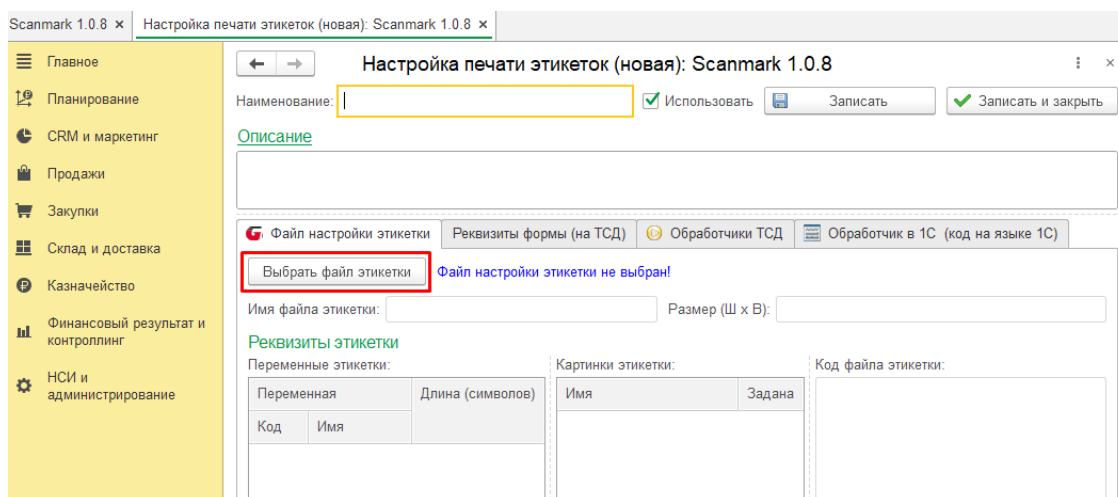 Scanmark 1.0.8 × Настройка печати этикеток (новая): Scanmark 1.0.8 ×
Главное
Планирование
CRM и маркетинг
Продажи
Закупки
Склад и доставка
Казначейство
Финансовый результат и
контроллинг
НСИ и
администрирование
Настройка печати этикеток (новая): Scanmark 1.0.8
Наименование: Использовать Записать Записать и закрыть
Описание
Файл настройки этикетки Реквизиты формы (на ТСД) Обработчики ТСД Обработчик в 1С (код на языке 1С)
Выбрать файл этикетки Файл настройки этикетки не выбран!
Имя файла этикетки: Размер (Ш x В):
Реквизиты этикетки
Переменные этикетки: Картинки этикетки: Код файла этикетки:
Переменная Длина (символов) Имя Задана
Код Имя